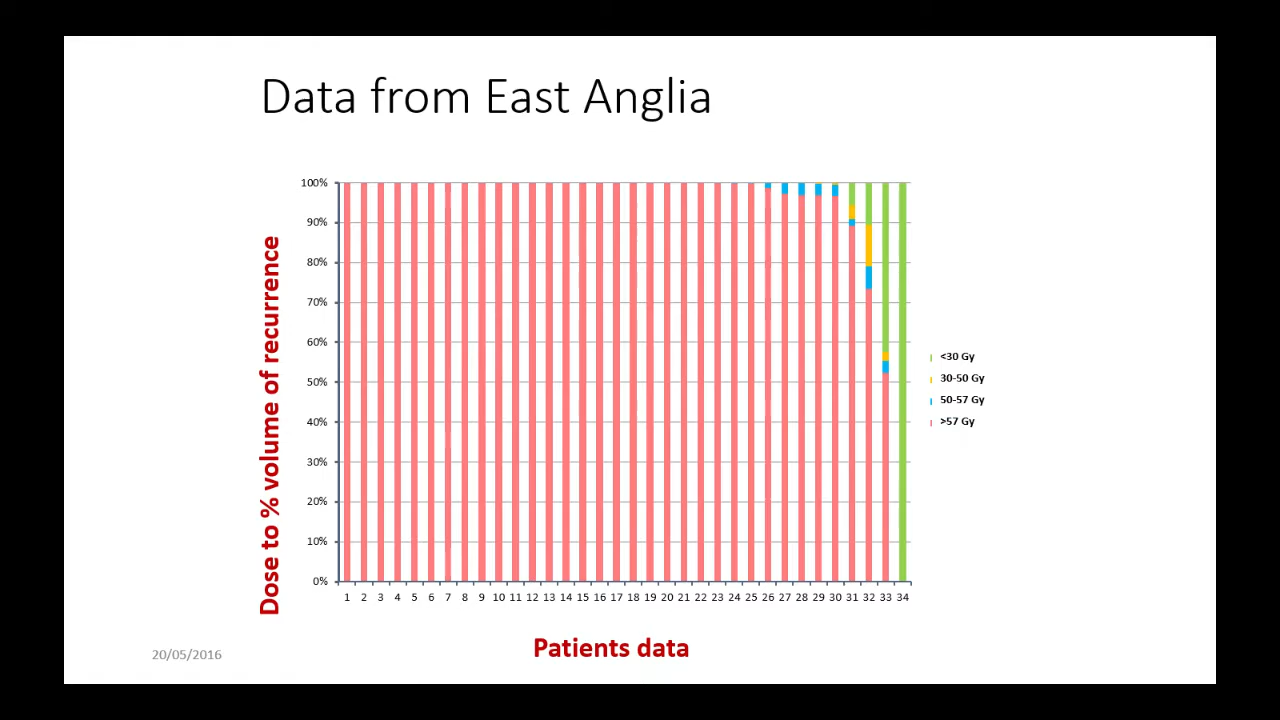 Data from East Anglia
100%
90%
80%
70%
60%
50%
40%
30%
20%
10%
0%
Dose to % volume of recurrence
1 2 3 4 5 6 7 8 9 10 11 12 13 14 15 16 17 18 19 20 21 22 23 24 25 26 27 28 29 30 31 32 33 34
<30 Gy
30-50 Gy
50-57 Gy
>57 Gy
Patients data
20/05/2016